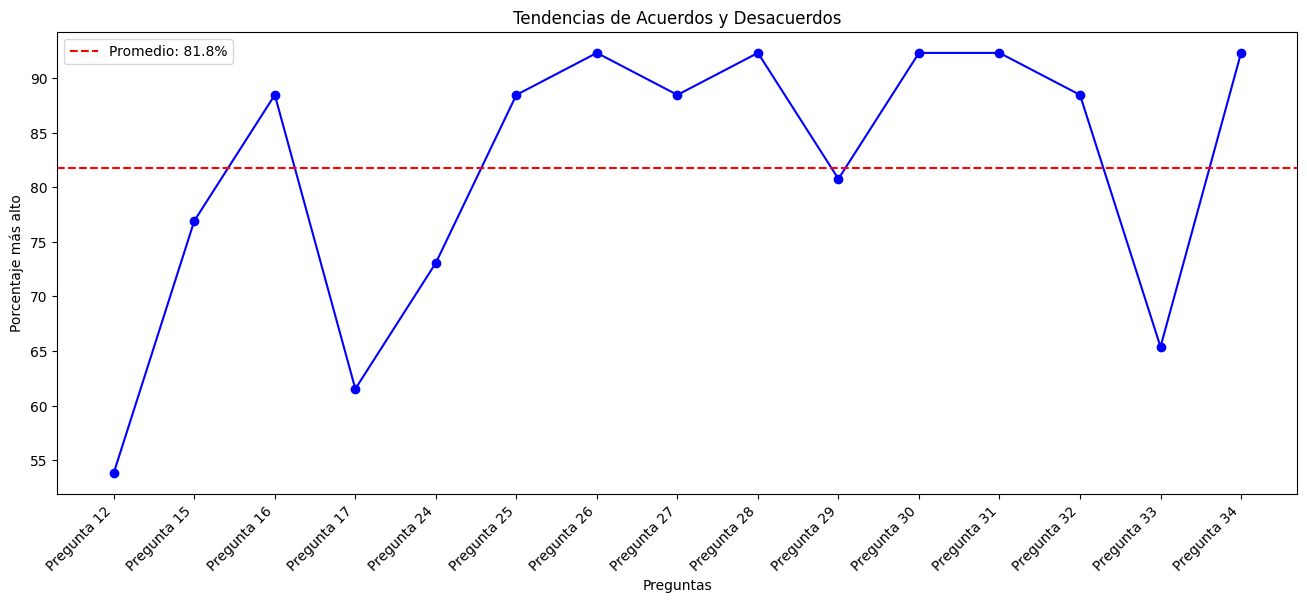 Tendencias de Acuerdos y Desacuerdos
Promedio: 81.8%
Porcentaje más alto
90
85
80
75
70
65
60
55
Pregunta 12
Pregunta 15
Pregunta 16
Pregunta 17
Pregunta 24
Pregunta 25
Pregunta 26
Pregunta 27
Pregunta 28
Pregunta 29
Pregunta 30
Pregunta 31
Pregunta 32
Pregunta 33
Pregunta 34
Preguntas